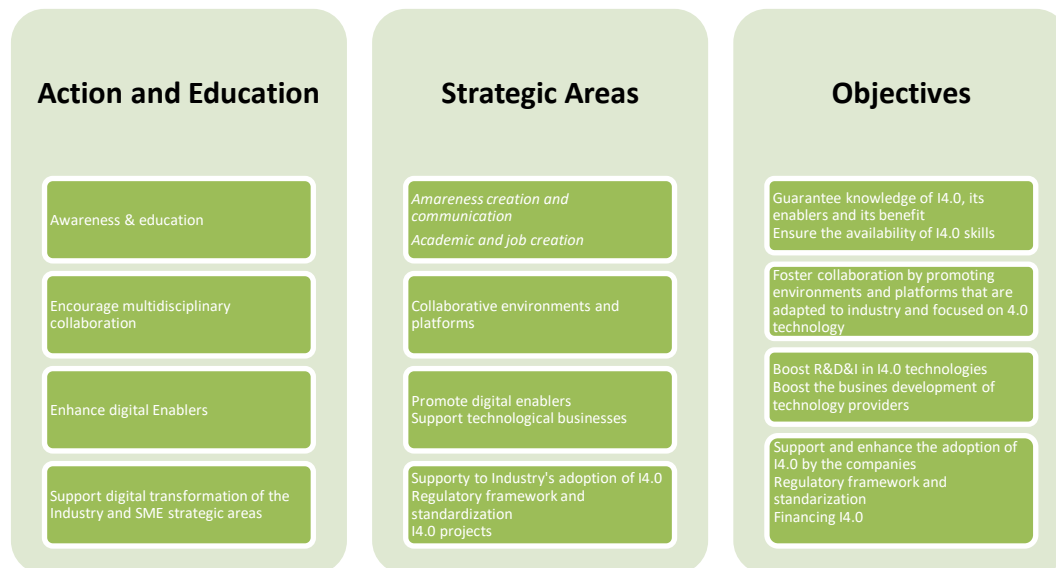 Action and Education
Awareness & education
Encourage multidisciplinary
collaboration
Enhance digital Enablers
Support digital transformation of the
Industry and SME strategic areas
Strategic Areas
Amareness creation and
communication
Academic and job creation
Collaborative environments and
platforms
Promote digital enablers
Support technological businesses
Supporty to Industry's adoption of I4.0
Regulatory framework and
standardization
I4.0 projects
Objectives
Guarantee knowledge of I4.0, its
enablers and its benefit
Ensure the availability of I4.0 skills
Foster collaboration by promoting
environments and platforms that are
adapted to industry and focused on 4.0
technology
Boost R&D&I in I4.0 technologies
Boost the busines development of
technology providers
Support and enhance the adoption of
I4.0 by the companies
Regulatory framework and
standarization
Financing I4.0